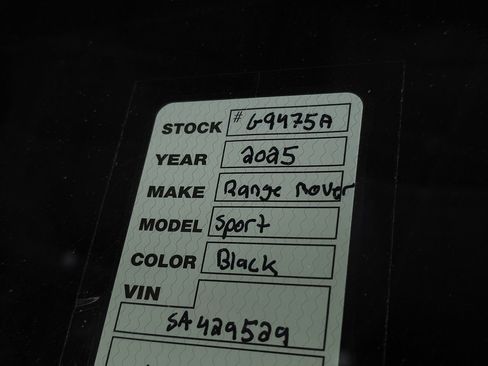 STOCK # G9475A
YEAR 2025
MAKE Range Rover
MODEL Sport
COLOR Black
VIN
SA429529